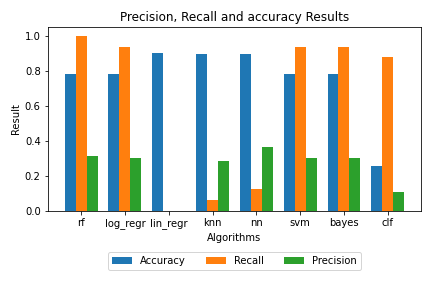 Precision, Recall and accuracy Results
1.0
0.8
0.6
0.4
0.2
0.0
Result
rf log_regr lin_regr knn nn svm bayes clf
Algorithms
Accuracy Recall Precision